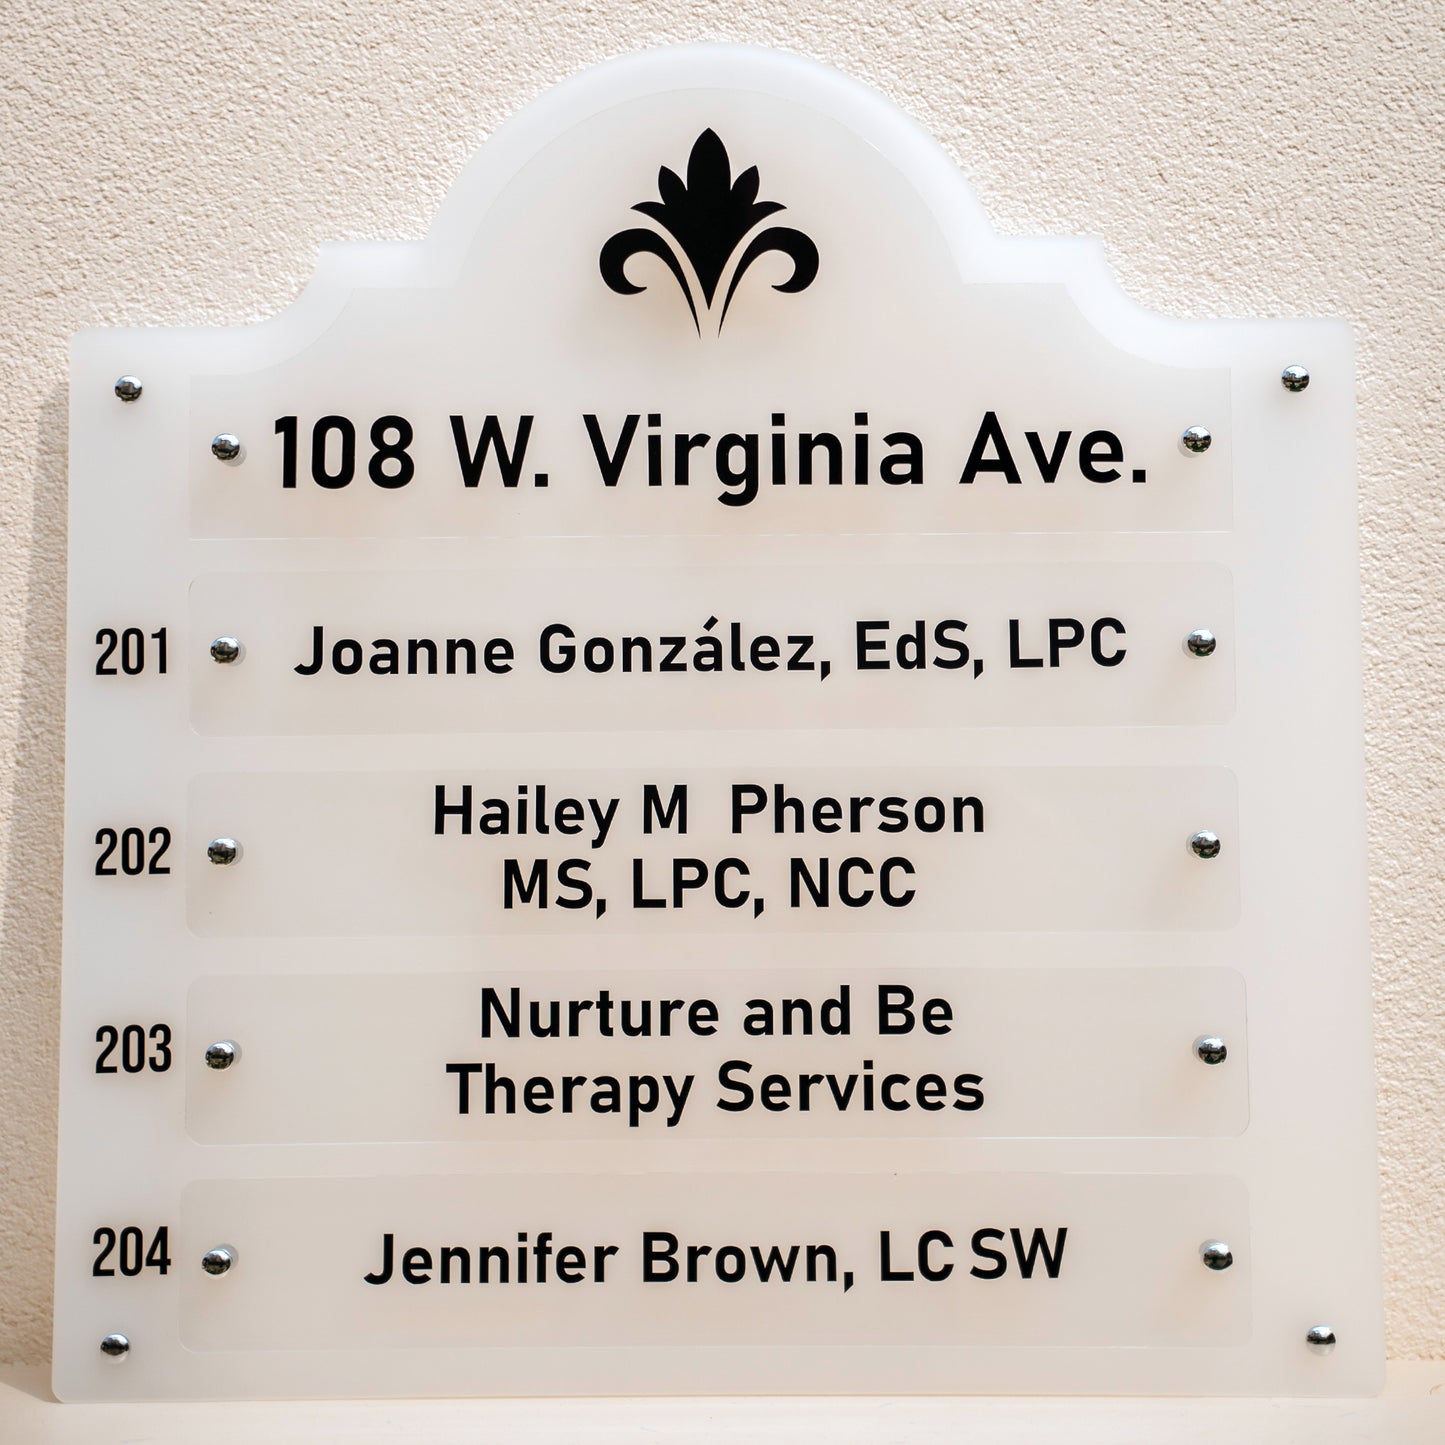 108 W. Virginia Ave.
201 Joanne González, EdS, LPC
Hailey M Pherson
202 MS, LPC, NCC
Nurture and Be
203 Therapy Services
204 Jennifer Brown, LC SW